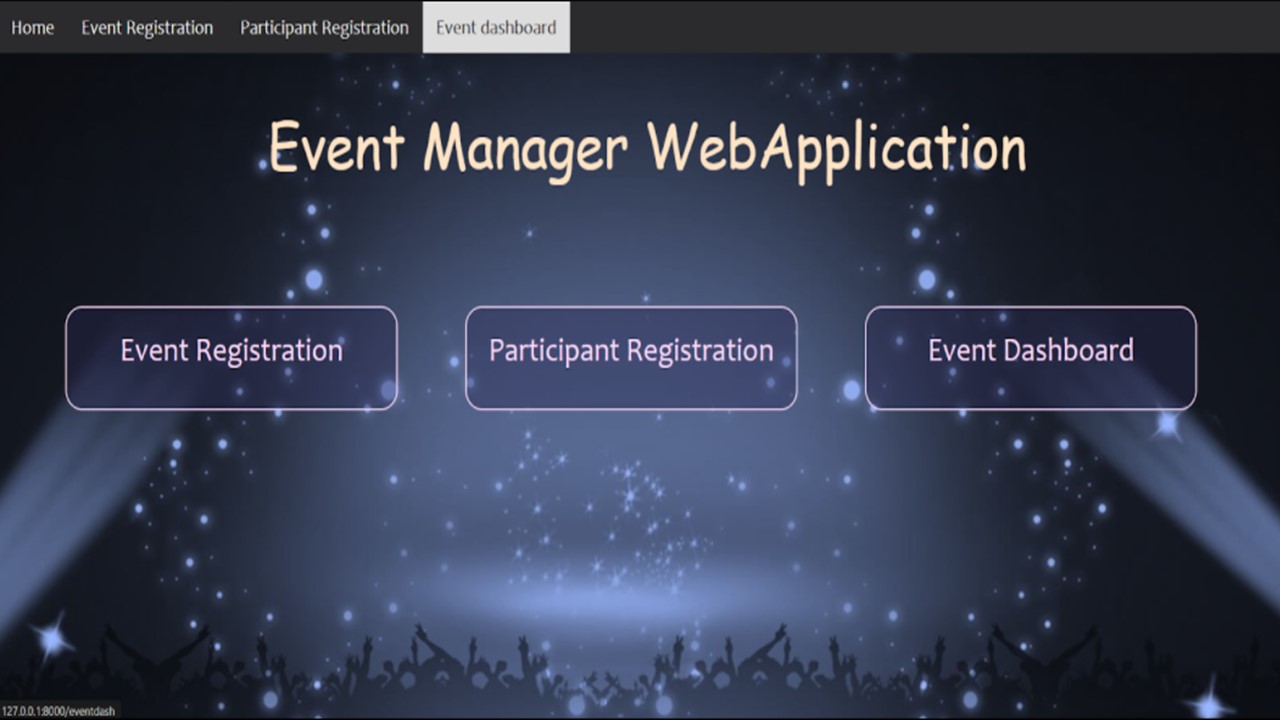 Home Event Registration Participant Registration Event dashboard
Event Manager WebApplication
Event Registration Participant Registration Event Dashboard
127.0.0.1:8000/eventdash